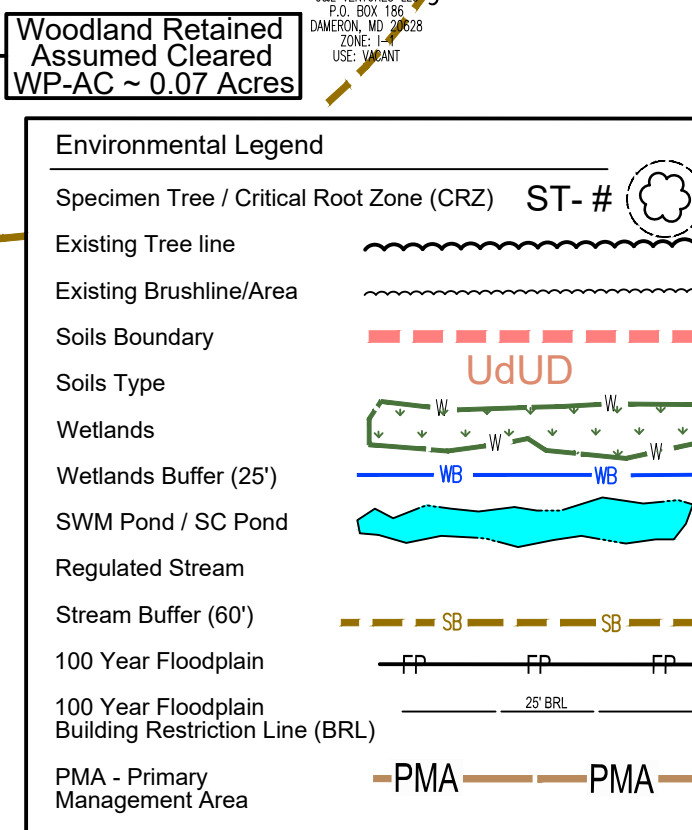 Woodland Retained
Assumed Cleared
WP-AC ~ 0.07 Acres
P.O. BOX 186
DAMERON, MD 20628
ZONE: I-1
USE: VACANT
Environmental Legend
Specimen Tree / Critical Root Zone (CRZ) ST- #
Existing Tree line
Existing Brushline/Area
Soils Boundary
Soils Type UdUD
Wetlands W W W W
Wetlands Buffer (25') WB WB
SWM Pond / SC Pond
Regulated Stream
Stream Buffer (60') SB SB
100 Year Floodplain FP FP FP
100 Year Floodplain 25' BRL
Building Restriction Line (BRL)
PMA - Primary PMA PMA
Management Area